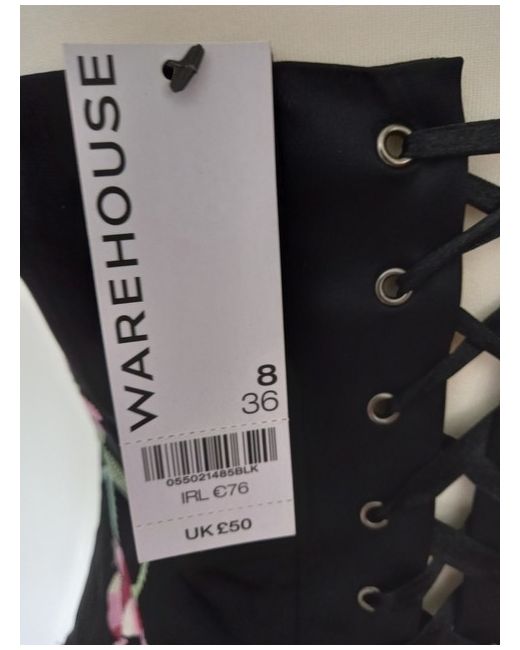 WAREHOUSE
8
36
055021485BLK
IRL €76
UK £50